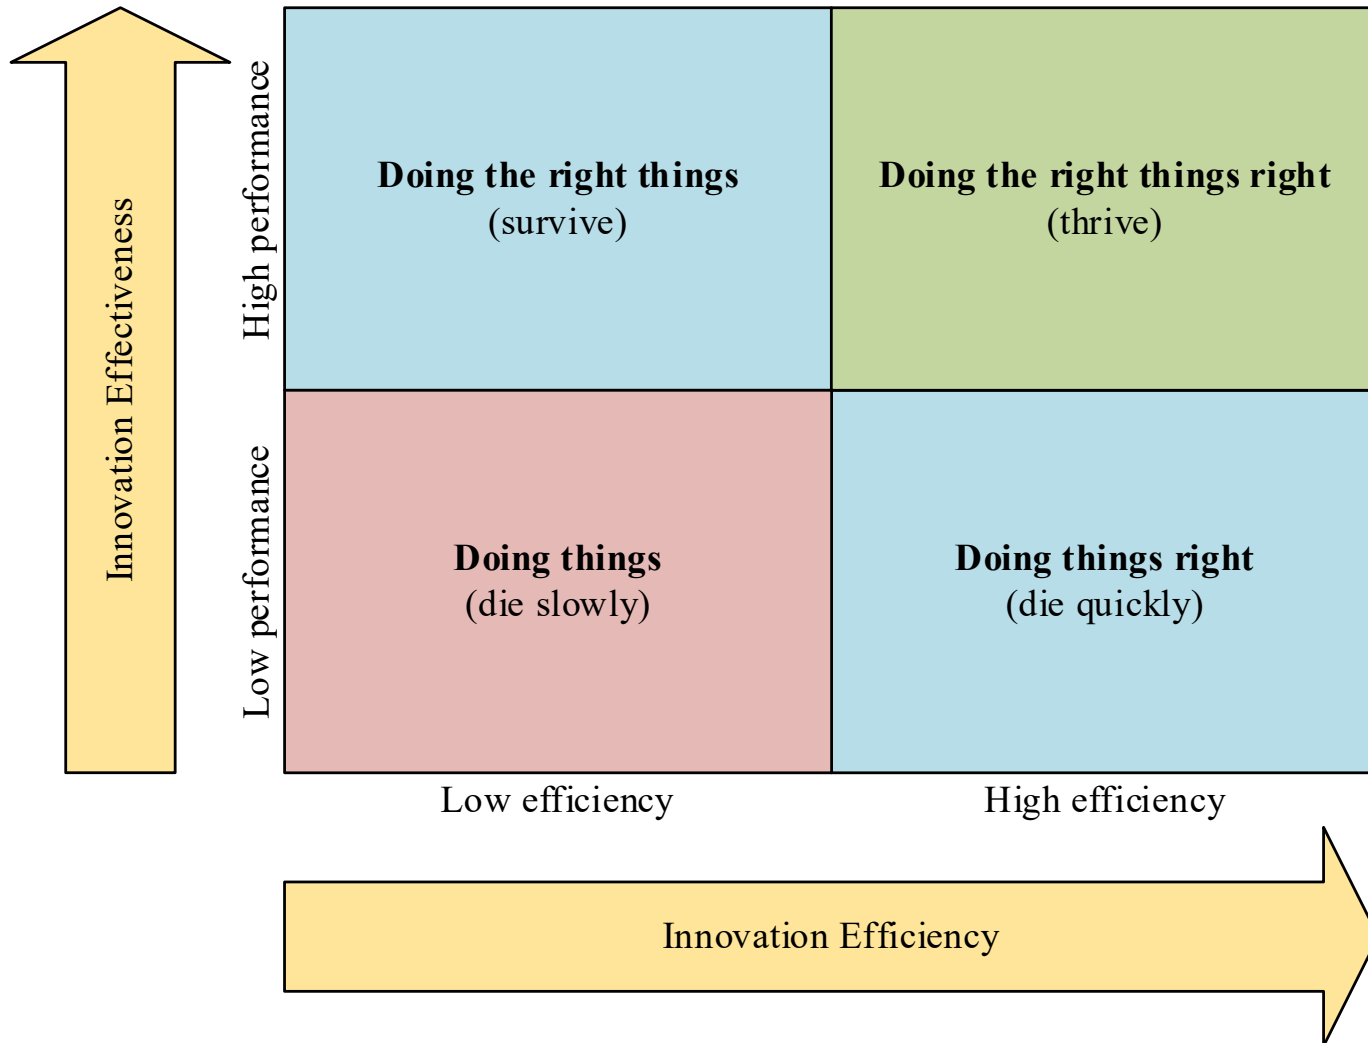 Innovation Effectiveness
High performance
Low performance
Doing the right things
(survive)
Doing the right things right
(thrive)
Doing things
(die slowly)
Doing things right
(die quickly)
Low efficiency
High efficiency
Innovation Efficiency